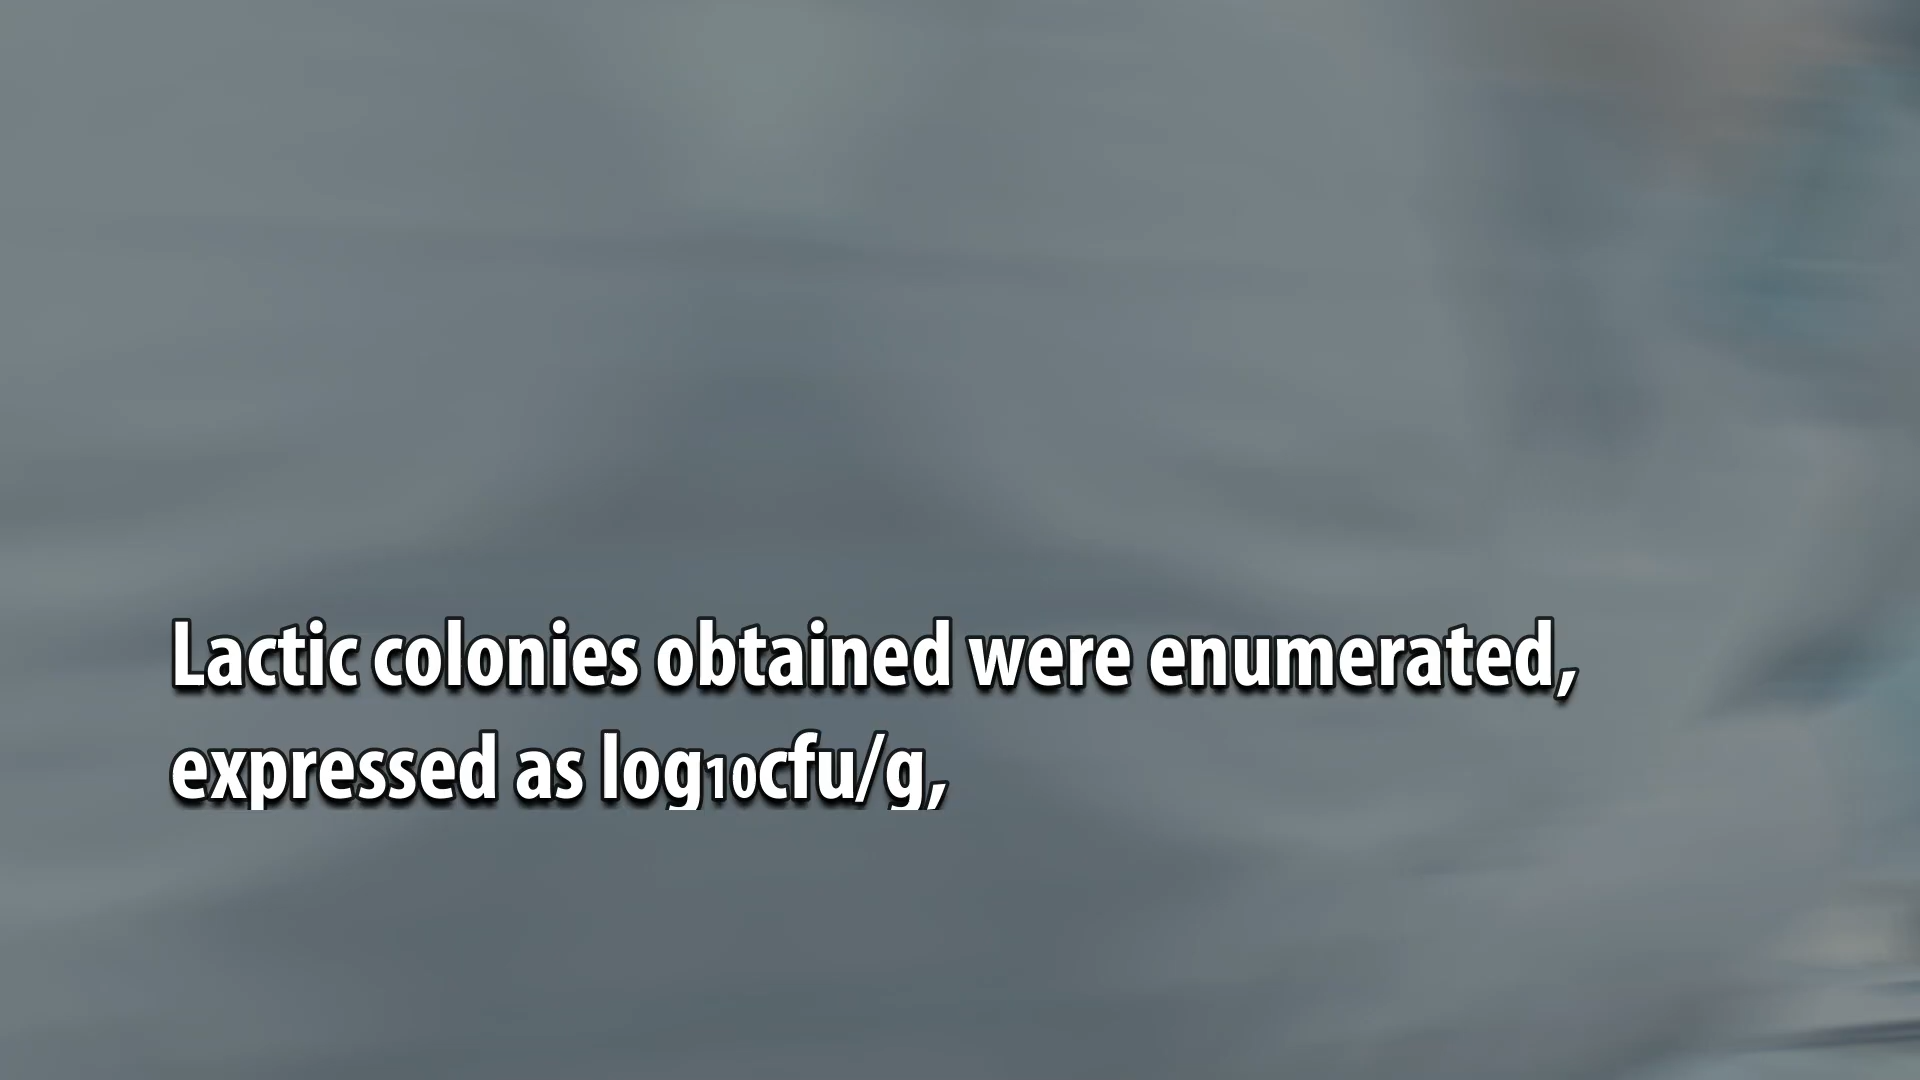 Lactic colonies obtained were enumerated,
expressed as log₁₀cfu/g,